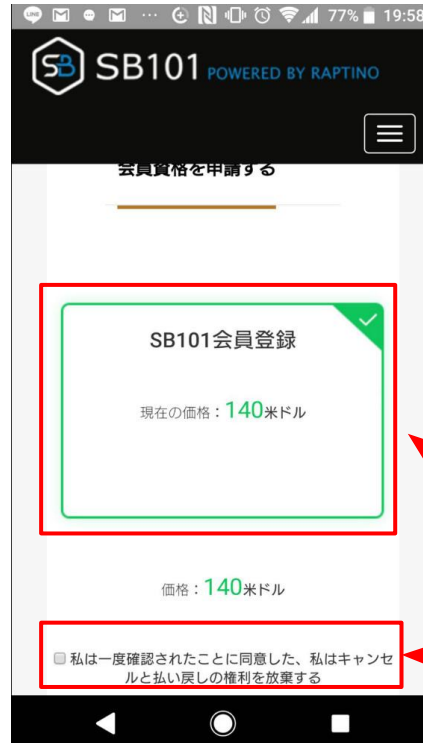 LINE
77% 19:58
SB SB101 POWERED BY RAPTINO
会員資格を申請する
SB101会員登録
現在の価格：140米ドル
価格：140米ドル
私は一度確認されたことに同意した、私はキャンセ
ルと払い戻しの権利を放棄する